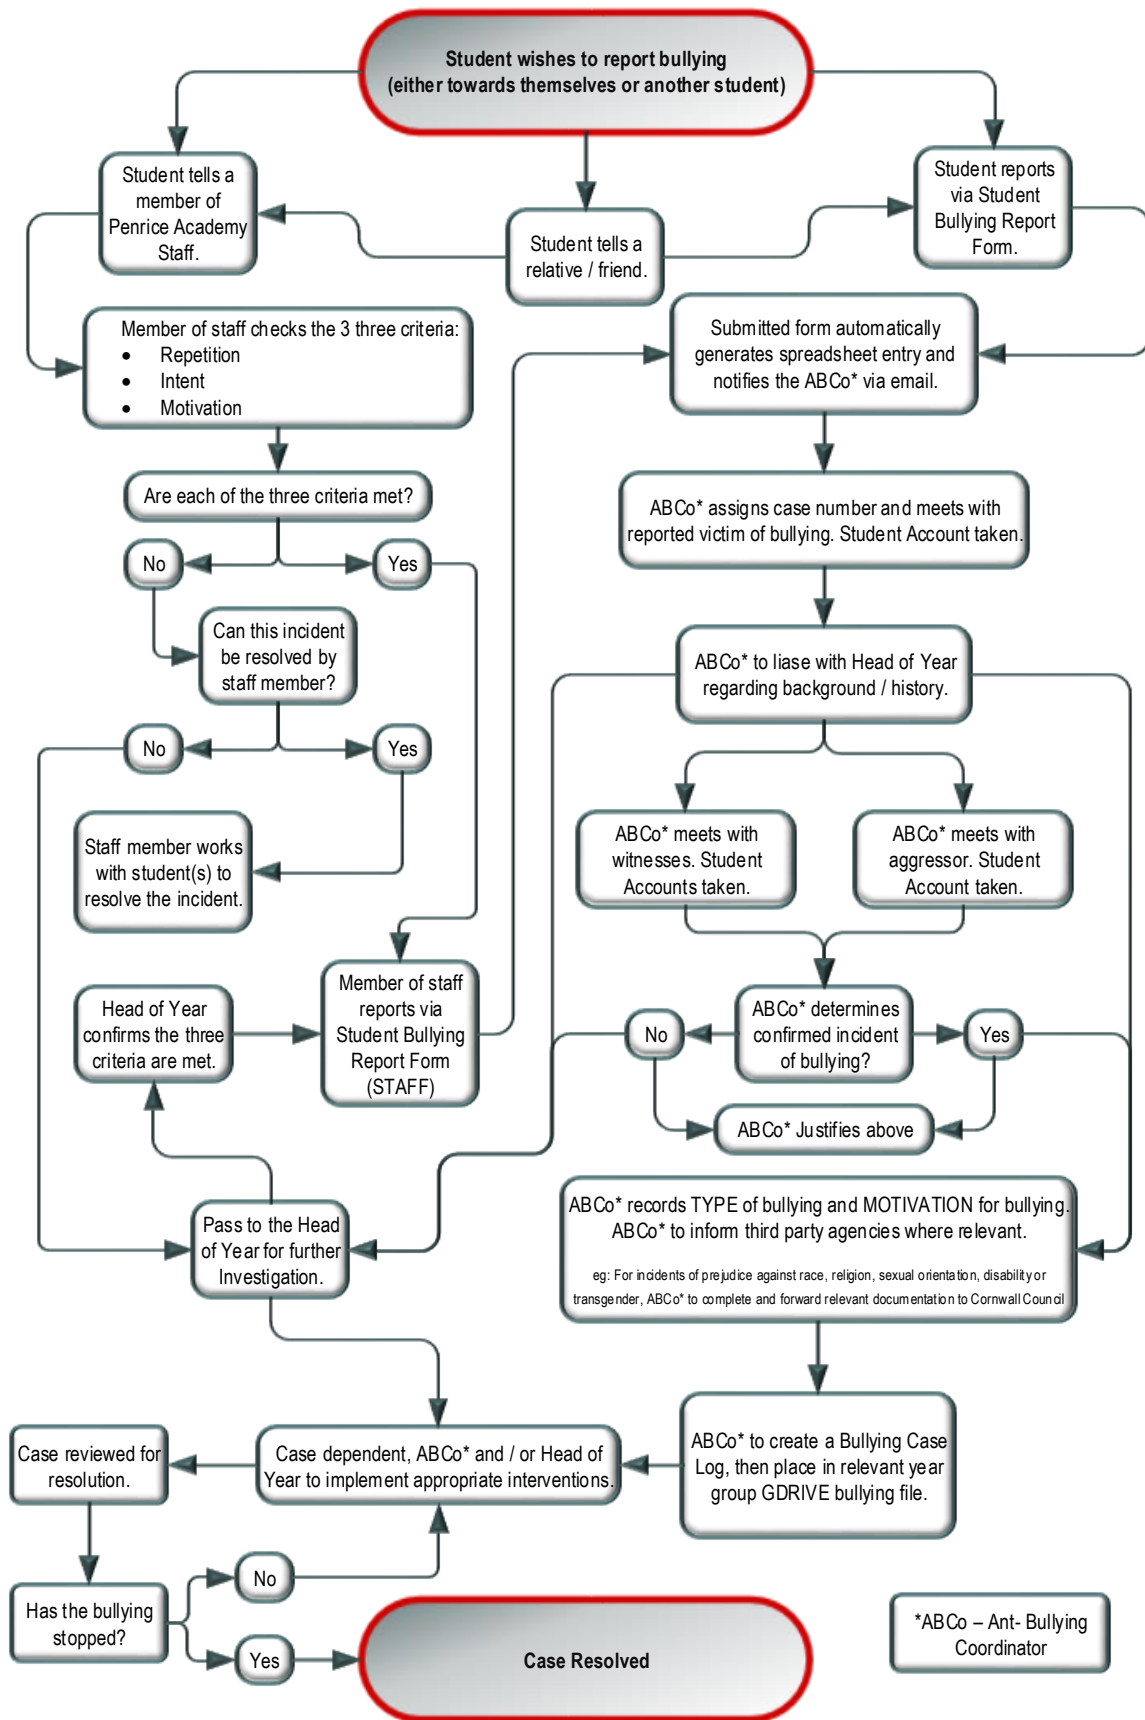 Student wishes to report bullying
(either towards themselves or another student)
Student tells a
member of
Penrice Academy
Staff.
Student tells a
relative / friend.
Student reports
via Student
Bullying Report
Form.
Member of staff checks the 3 three criteria:
• Repetition
• Intent
• Motivation
Submitted form automatically
generates spreadsheet entry and
notifies the ABCo* via email.
Are each of the three criteria met?
No
Yes
ABCo* assigns case number and meets with
reported victim of bullying. Student Account taken.
Can this incident
be resolved by
staff member?
No
Yes
ABCo* to liase with Head of Year
regarding background / history.
Staff member works
with student(s) to
resolve the incident.
ABCo* meets with
witnesses. Student
Accounts taken.
ABCo* meets with
aggressor. Student
Account taken.
Head of Year
confirms the three
criteria are met.
Member of staff
reports via
Student Bullying
Report Form
(STAFF)
No
ABCo* determines
confirmed incident
of bullying?
Yes
ABCo* Justifies above
Pass to the Head
of Year for further
Investigation.
ABCo* records TYPE of bullying and MOTIVATION for bullying.
ABCo* to inform third party agencies where relevant.
eg: For incidents of prejudice against race, religion, sexual orientation, disability or
transgender, ABCo* to complete and forward relevant documentation to Cornwall Council
Case reviewed for
resolution.
Case dependent, ABCo* and / or Head of
Year to implement appropriate interventions.
ABCo* to create a Bullying Case
Log, then place in relevant year
group GDRIVE bullying file.
Has the bullying
stopped?
No
Yes
Case Resolved
*ABCo – Ant- Bullying
Coordinator